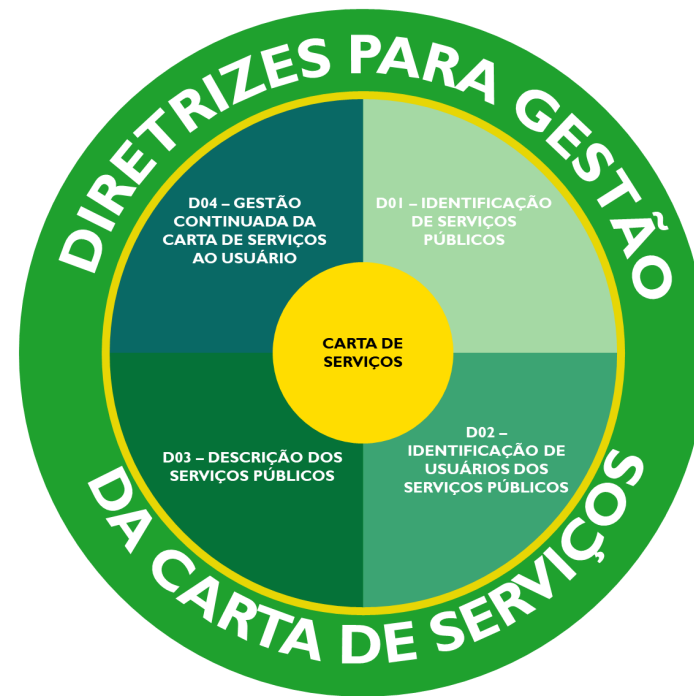 DIRETRIZES PARA GESTÃO
D04 – GESTÃO
CONTINUADA DA
CARTA DE SERVIÇOS
AO USUÁRIO
D01 – IDENTIFICAÇÃO
DE SERVIÇOS
PÚBLICOS
CARTA DE
SERVIÇOS
D03 – DESCRIÇÃO DOS
SERVIÇOS PÚBLICOS
D02 –
IDENTIFICAÇÃO DE
USUÁRIOS DOS
SERVIÇOS PÚBLICOS
DA CARTA DE SERVIÇOS